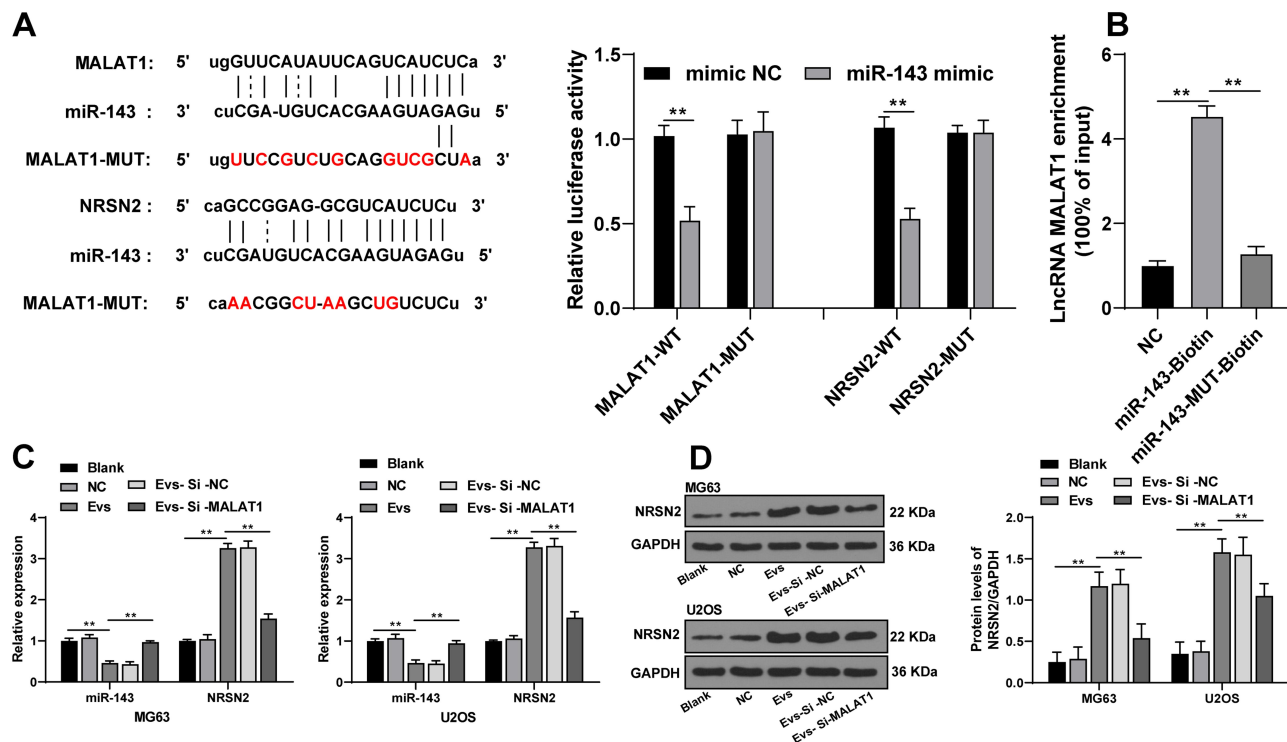 A
MALAT1: 5' ugGUUCAUAUUCAGUCAUCUCa 3'
miR-143 : 3' cuCGA-UGUCACGAAGUAGAGu 5'
MALAT1-MUT: 5' ugUUCCGUCUGCAGGUCGCUAa 3'
NRSN2 : 5' caGCCGGAG-GCGUCAUCUCu 3'
miR-143 : 3' cuCGAUGUCACGAAGUAGAGu 5'
MALAT1-MUT: 5' caAACGGCU-AAGCUGUCUCu 3'
Relative luciferase activity
1.5
1.0
0.5
0.0
mimic NC
miR-143 mimic
**
**
MALAT1-WT
MALAT1-MUT
NRSN2-WT
NRSN2-MUT
B
LncRNA MALAT1 enrichment
(100% of input)
6
4
2
0
**
**
NC
miR-143-Biotin
miR-143-MUT-Biotin
C
Blank
NC
Evs
Evs- Si -NC
Evs- Si -MALAT1
Relative expression
4
3
2
1
0
**
**
**
**
miR-143
NRSN2
MG63
Blank
NC
Evs
Evs- Si -NC
Evs- Si -MALAT1
Relative expression
4
3
2
1
0
**
**
**
**
miR-143
NRSN2
U2OS
D
MG63
NRSN2 22 KDa
GAPDH 36 KDa
Blank
NC
Evs
Evs-Si -NC
Evs- Si-MALAT1
U2OS
NRSN2 22 KDa
GAPDH 36 KDa
Blank
NC
Evs
Evs-Si -NC
Evs- Si-MALAT1
Blank
NC
Evs
Evs- Si -NC
Evs- Si -MALAT1
Protein levels of
NRSN2/GAPDH
2.0
1.5
1.0
0.5
0.0
**
**
**
**
MG63
U2OS